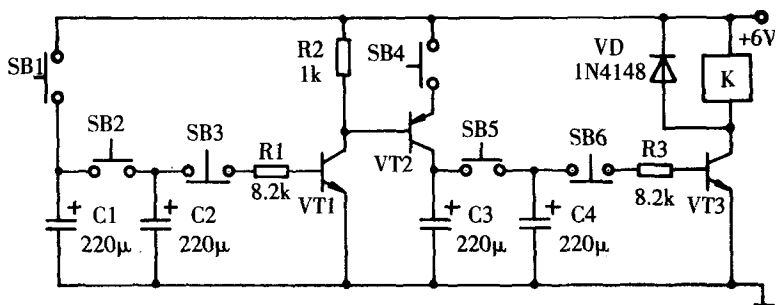 +6V
SB1
R2
1k
SB4
VD
1N4148
K
SB2
SB3
R1
8.2k
VT1
VT2
SB5
SB6
R3
8.2k
VT3
+
C1
220μ
+
C2
220μ
+
C3
220μ
+
C4
220μ